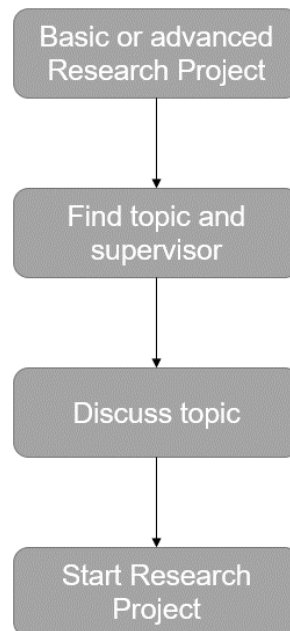 Basic or advanced
Research Project
Find topic and
supervisor
Discuss topic
Start Research
Project